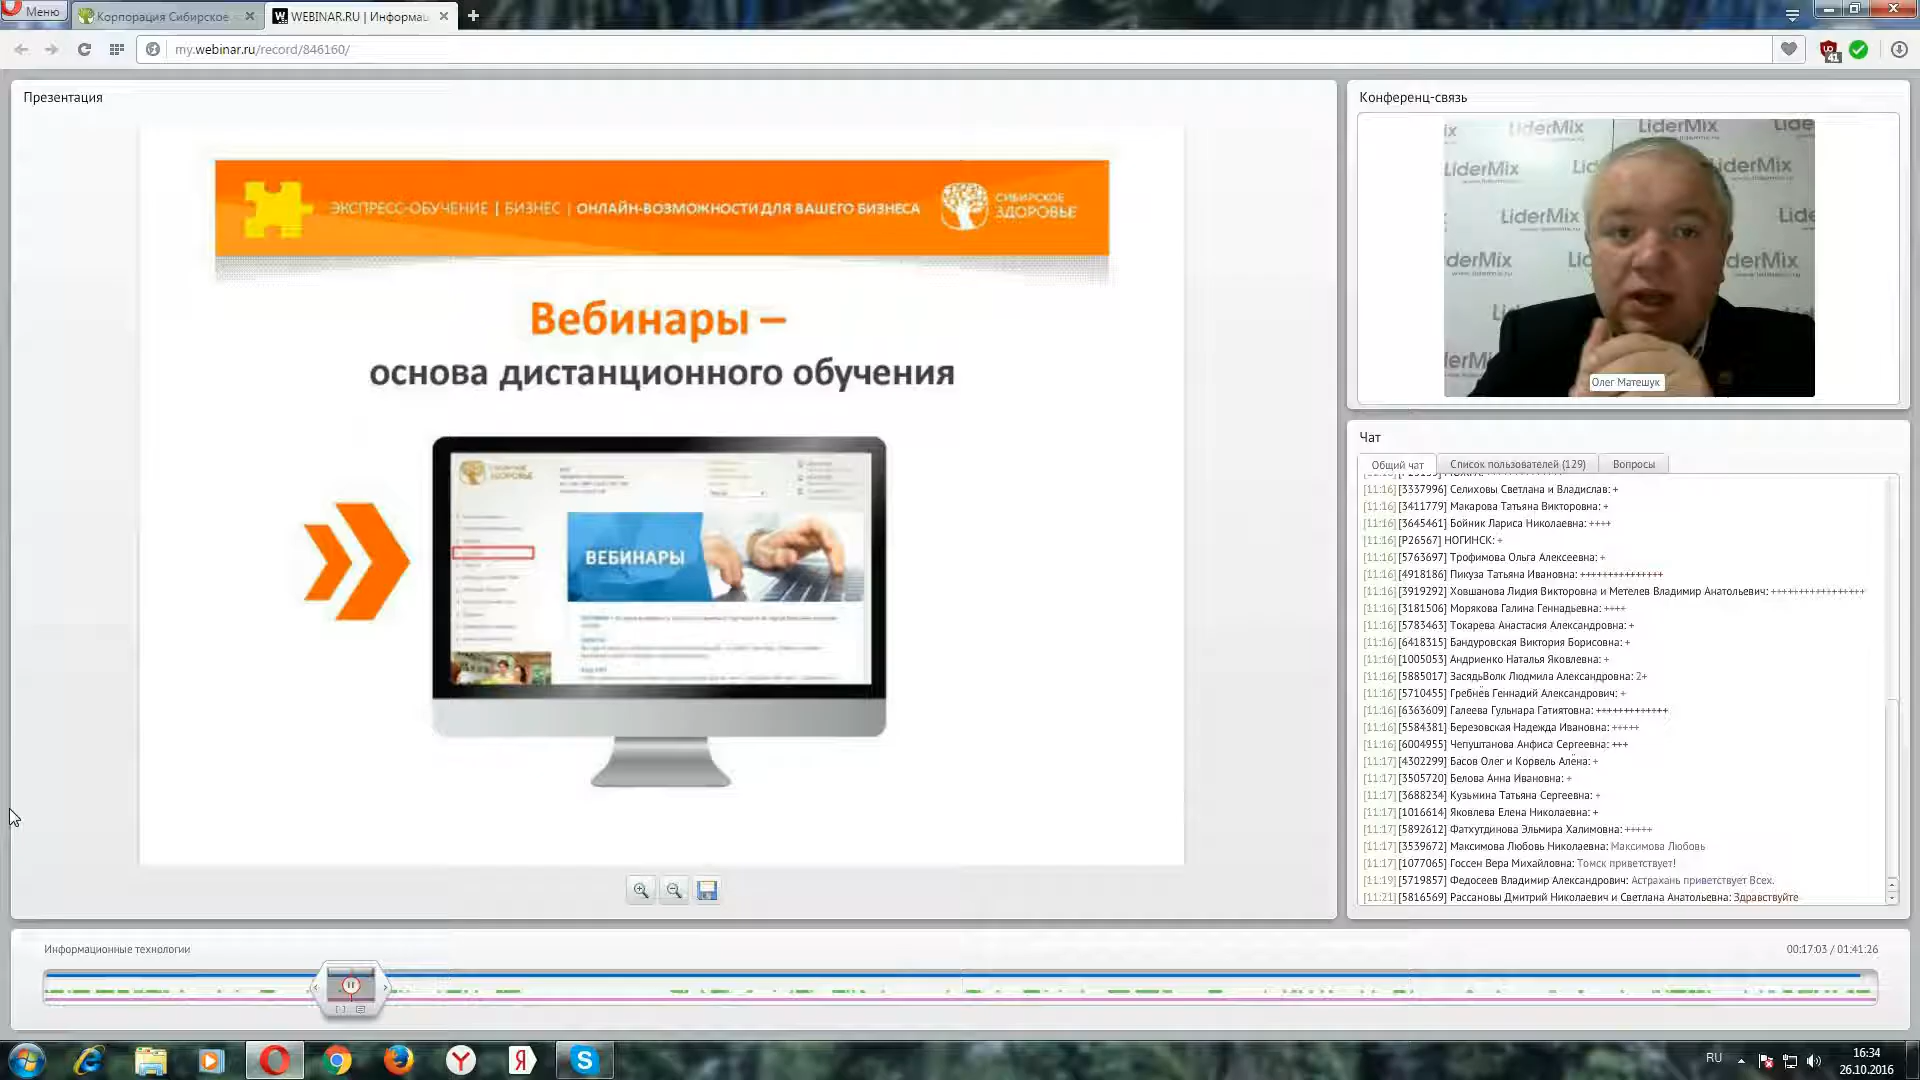 Меню
Корпорация Сибирское
WEBINAR.RU | Информац
my.webinar.ru/record/846160/
41
Презентация
ЭКСПРЕСС-ОБУЧЕНИЕ | БИЗНЕС | ОНЛАЙН-ВОЗМОЖНОСТИ ДЛЯ ВАШЕГО БИЗНЕСА
СИБИРСКОЕ
ЗДОРОВЬЕ
Вебинары –
основа дистанционного обучения
СИБИРСКОЕ
ЗДОРОВЬЕ
ВЕБИНАРЫ
Конференц-связь
LiderMix
LiderMix
LiderMix
LiderMix
Олег Матешук
Чат
Общий чат
Список пользователей (129)
Вопросы
[11:16] [3337996] Селиховы Светлана и Владислав: +
[11:16] [3411779] Макарова Татьяна Викторовна: +
[11:16] [3645461] Бойник Лариса Николаевна: ++++
[11:16] [P26567] НОГИНСК: +
[11:16] [5763697] Трофимова Ольга Алексеевна: +
[11:16] [4918186] Пикуза Татьяна Ивановна: +++++++++++++++
[11:16] [3919292] Ховшанова Лидия Викторовна и Метелев Владимир Анатольевич: +++++++++++++++++
[11:16] [3181506] Морякова Галина Геннадьевна: ++++
[11:16] [5783463] Токарева Анастасия Александровна: +
[11:16] [6418315] Бандуровская Виктория Борисовна: +
[11:16] [1005053] Андриенко Наталья Яковлевна: +
[11:16] [5885017] ЗасядьВолк Людмила Александровна: 2+
[11:16] [5710455] Гребнёв Геннадий Александрович: +
[11:16] [6363609] Галеева Гульнара Гатиятовна: +++++++++++++
[11:16] [5584381] Березовская Надежда Ивановна: +++++
[11:16] [6004955] Чепуштанова Анфиса Сергеевна: +++
[11:17] [4302299] Басов Олег и Корвель Алёна: +
[11:17] [3505720] Белова Анна Ивановна: +
[11:17] [3688234] Кузьмина Татьяна Сергеевна: +
[11:17] [1016614] Яковлева Елена Николаевна: +
[11:17] [5892612] Фатхутдинова Эльмира Халимовна: +++++
[11:17] [3539672] Максимова Любовь Николаевна: Максимова Любовь
[11:17] [1077065] Госсен Вера Михайловна: Томск приветствует!
[11:19] [5719857] Федосеев Владимир Александрович: Астрахань приветствует Всех.
[11:21] [5816569] Рассановы Дмитрий Николаевич и Светлана Анатольевна: Здравствуйте
Информационные технологии
00:17:03 / 01:41:26
RU
16:34
26.10.2016